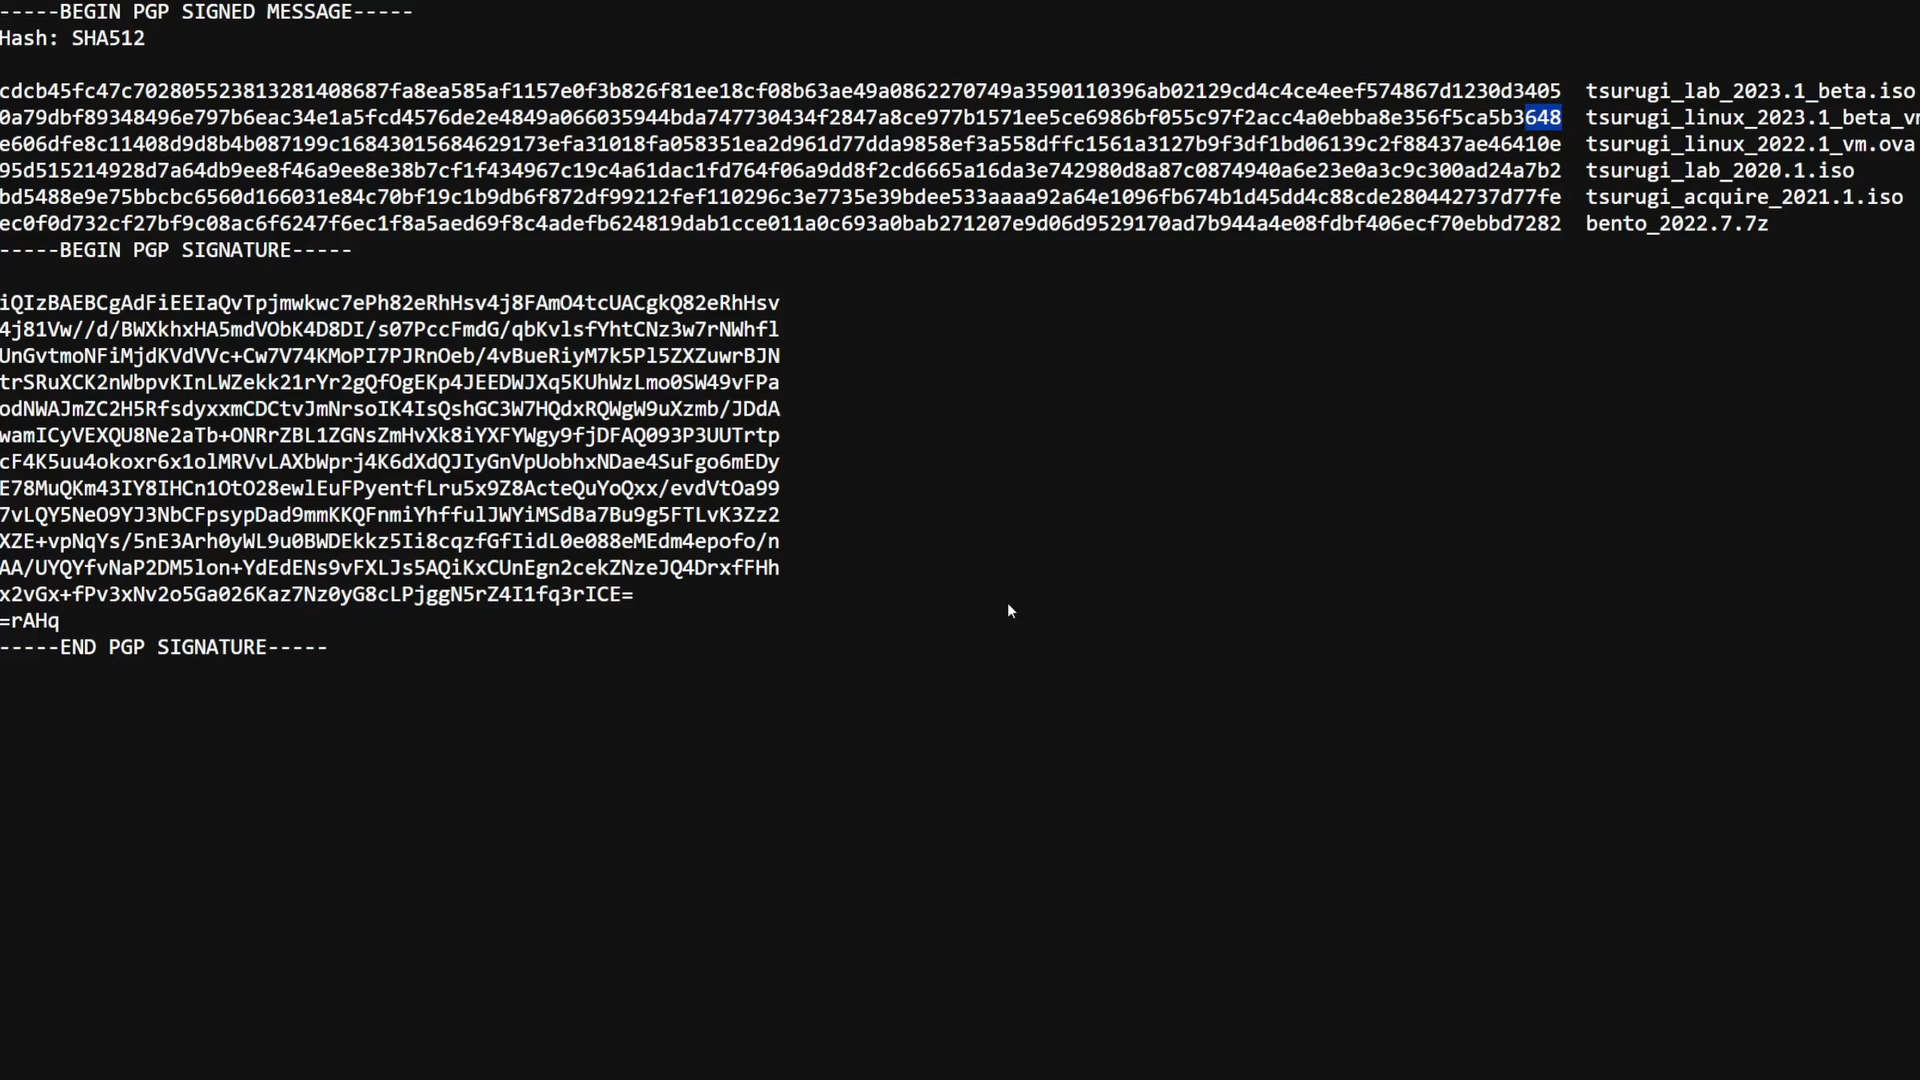 -----BEGIN PGP SIGNED MESSAGE-----
Hash: SHA512
cdcb45fc47c702805523813281408687fa8ea585af1157e0f3b826f81ee18cf08b63ae49a0862270749a3590110396ab02129cd4c4ce4eef574867d1230d3405  tsurugi_lab_2023.1_beta.iso
0a79dbf89348496e797b6eac34e1a5fcd4576de2e4849a066035944bda747730434f2847a8ce977b1571ee5ce6986bf055c97f2acc4a0ebba8e356f5ca5b3648  tsurugi_linux_2023.1_beta_vm
e606dfe8c11408d9d8b4b087199c16843015684629173efa31018fa058351ea2d961d77dda9858ef3a558dffc1561a3127b9f3df1bd06139c2f88437ae46410e  tsurugi_linux_2022.1_vm.ova
95d515214928d7a64db9ee8f46a9ee8e38b7cf1f434967c19c4a61dac1fd764f06a9dd8f2cd6665a16da3e742980d8a87c0874940a6e23e0a3c9c300ad24a7b2  tsurugi_lab_2020.1.iso
bd5488e9e75bbcbc6560d166031e84c70bf19c1b9db6f872df99212fef110296c3e7735e39bdee533aaaa92a64e1096fb674b1d45dd4c88cde280442737d77fe  tsurugi_acquire_2021.1.iso
ec0f0d732cf27bf9c08ac6f6247f6ec1f8a5aed69f8c4adefb624819dab1cce011a0c693a0bab271207e9d06d9529170ad7b944a4e08fdbf406ecf70ebbd7282  bento_2022.7.7z
-----BEGIN PGP SIGNATURE-----
iQIzBAEBCgAdFiEEIaQvTpjmwkwc7ePh82eRhHsv4j8FAmO4tcUACgkQ82eRhHsv
4j81Vw//d/BWXkhxHA5mdVObK4D8DI/s07PccFmdG/qbKvlsfYhtCNz3w7rNWhfl
UnGvtmoNFiMjdKVdVVc+Cw7V74KMoPI7PJRnOeb/4vBueRiyM7k5Pl5ZXZuwrBJN
trSRuXCK2nWbpvKInLWZekk21rYr2gQfOgEKp4JEEDWJXq5KUhWzLmo0SW49vFPa
odNWAJmZC2H5RfsdyxxmCDCtvJmNrsoIK4IsQshGC3W7HQdxRQWgW9uXzmb/JDdA
wamICyVEXQU8Ne2aTb+ONRrZBL1ZGNsZmHvXk8iYXFYWgy9fjDFAQ093P3UUTrtp
cF4K5uu4okoxr6x1olMRVvLAXbWprj4K6dXdQJIyGnVpUobhxNDae4SuFgo6mEDy
E78MuQKm43IY8IHCn1OtO28ewlEuFPyentfLru5x9Z8ActeQuYoQxx/evdVtOa99
7vLQY5NeO9YJ3NbCFpsypDad9mmKKQFnmiYhffulJWYiMSdBa7Bu9g5FTLvK3Zz2
XZE+vpNqYs/5nE3Arh0yWL9u0BWDEkkz5Ii8cqzfGfIidL0e088eMEdm4epofo/n
AA/UYQYfvNaP2DM5lon+YdEdENs9vFXLJs5AQiKxCUnEgn2cekZNzeJQ4DrxfFHh
x2vGx+fPv3xNv2o5Ga026Kaz7Nz0yG8cLPjggN5rZ4I1fq3rICE=
=rAHq
-----END PGP SIGNATURE-----